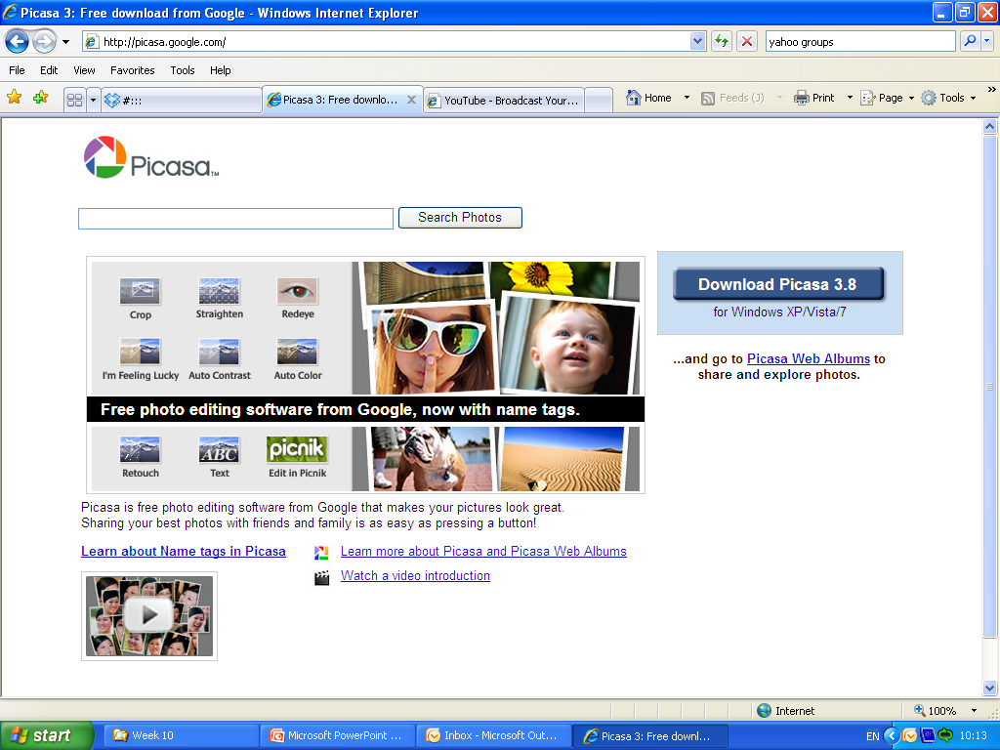 Picasa 3: Free download from Google - Windows Internet Explorer
http://picasa.google.com/
yahoo groups
File Edit View Favorites Tools Help
#:::
Picasa 3: Free downlo...
YouTube - Broadcast Your...
Home
Feeds (J)
Print
Page
Tools
Picasa™
Search Photos
Crop
Straighten
Redeye
I'm Feeling Lucky
Auto Contrast
Auto Color
Free photo editing software from Google, now with name tags.
Retouch
ABC
Text
picnik
Edit in Picnik
Download Picasa 3.8
for Windows XP/Vista/7
...and go to Picasa Web Albums to
share and explore photos.
Picasa is free photo editing software from Google that makes your pictures look great.
Sharing your best photos with friends and family is as easy as pressing a button!
Learn about Name tags in Picasa
Learn more about Picasa and Picasa Web Albums
Watch a video introduction
Internet
100%
start
Week 10
Microsoft PowerPoint ...
Inbox - Microsoft Out...
Picasa 3: Free downl...
EN
10:13